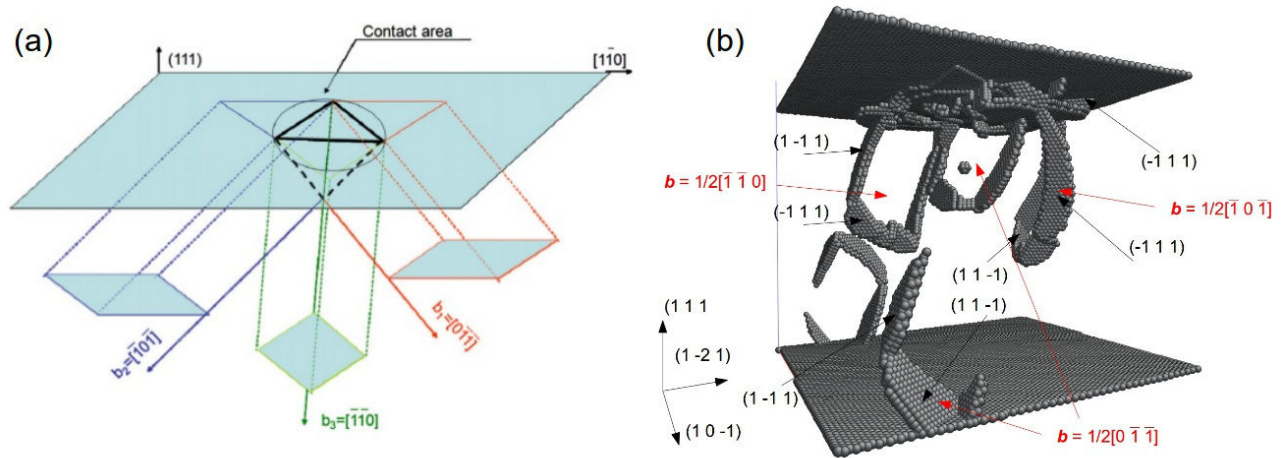 (a)
Contact area
(111)
[11̄0]
b₁=[01̄1̄]
b₂=[1̄01̄]
b₃=[1̄1̄0]
(b)
(1 -1 1)
(-1 1 1)
b = 1/2[1̄ 1̄ 0]
b = 1/2[1̄ 0 1̄]
(-1 1 1)
(-1 1 1)
(1 1 -1)
(1 1 -1)
(1 1 1
(1 -2 1)
(1 -1 1)
(1 0 -1)
b = 1/2[0 1̄ 1̄]